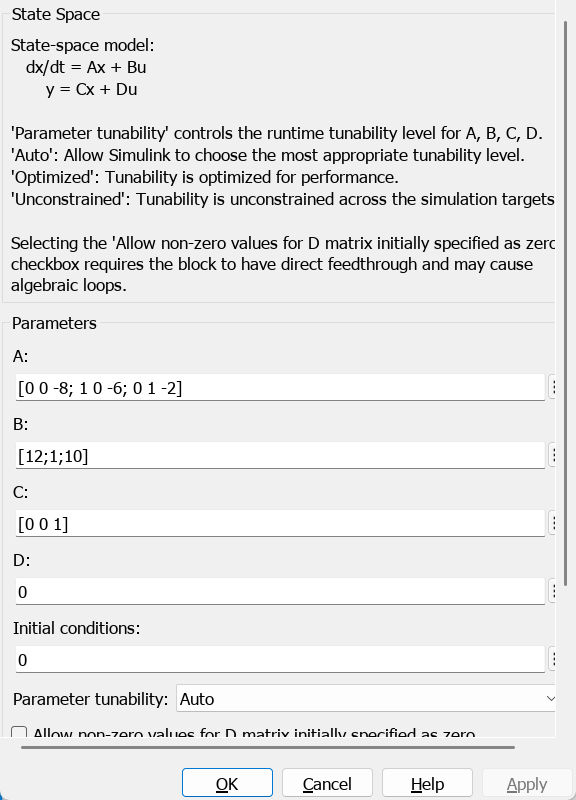 State Space
State-space model:
dx/dt = Ax + Bu
y = Cx + Du
'Parameter tunability' controls the runtime tunability level for A, B, C, D.
'Auto': Allow Simulink to choose the most appropriate tunability level.
'Optimized': Tunability is optimized for performance.
'Unconstrained': Tunability is unconstrained across the simulation targets
Selecting the 'Allow non-zero values for D matrix initially specified as zero
checkbox requires the block to have direct feedthrough and may cause
algebraic loops.
Parameters
A:
[0 0 -8; 1 0 -6; 0 1 -2]
B:
[12;1;10]
C:
[0 0 1]
D:
0
Initial conditions:
0
Parameter tunability: Auto
Allow non-zero values for D matrix initially specified as zero
OK Cancel Help Apply